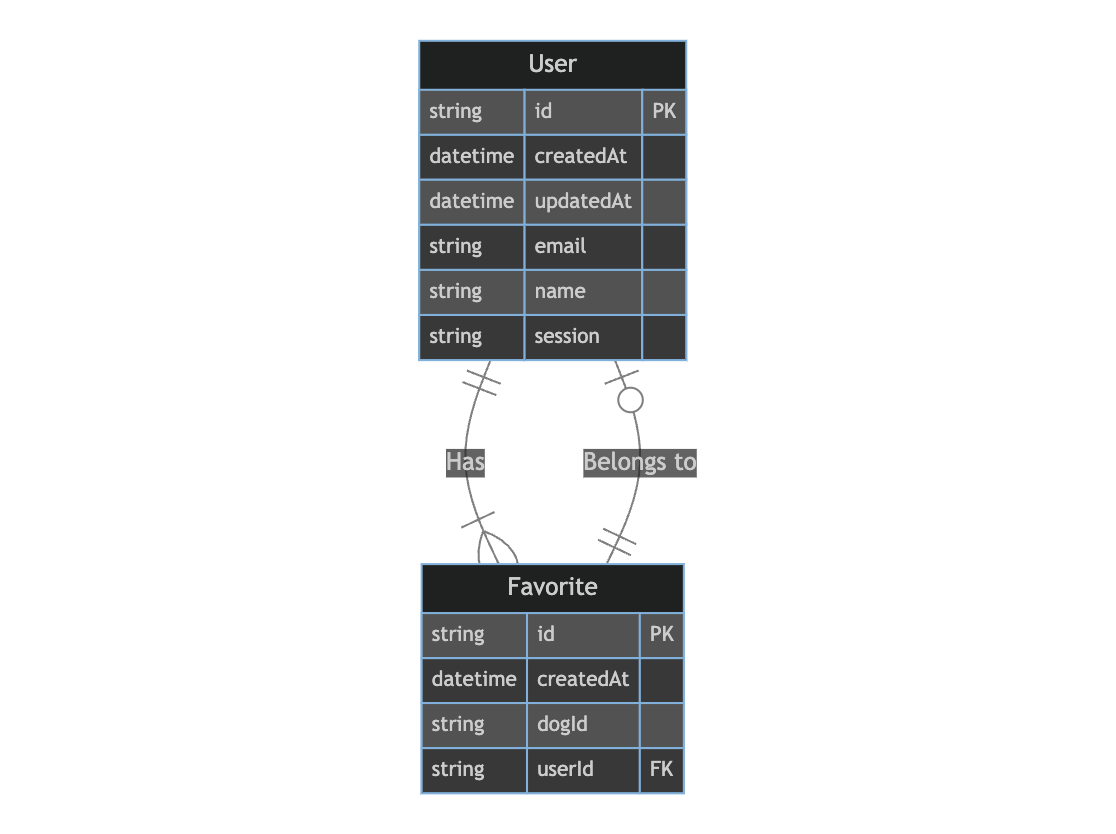 User
string id PK
datetime createdAt
datetime updatedAt
string email
string name
string session
Has Belongs to
Favorite
string id PK
datetime createdAt
string dogId
string userId FK